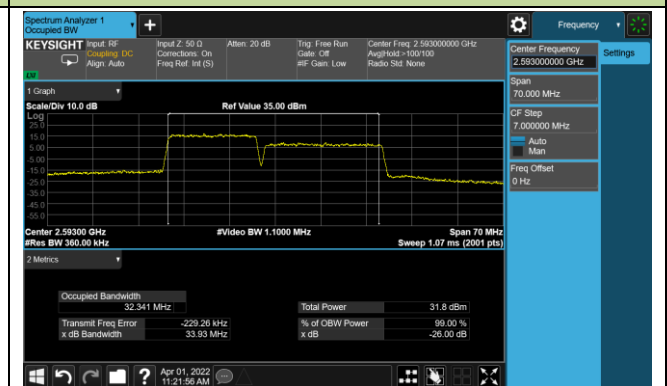 Spectrum Analyzer 1
Occupied BW
Frequency
KEYSIGHT
Input: RF
Coupling: DC
Align: Auto
Input Z: 50 Ω
Corrections: On
Freq Ref: Int (S)
Atten: 20 dB
Trig: Free Run
Gate: Off
#IF Gain: Low
Center Freq: 2.593000000 GHz
Avg|Hold:>100/100
Radio Std: None
Center Frequency
2.593000000 GHz
Settings
Span
70.000 MHz
CF Step
7.000000 MHz
Auto
Man
Freq Offset
0 Hz
1 Graph
Scale/Div 10.0 dB
Ref Value 35.00 dBm
Log
25.0
15.0
5.00
-5.00
-15.0
-25.0
-35.0
-45.0
-55.0
Center 2.59300 GHz
#Video BW 1.1000 MHz
Span 70 MHz
#Res BW 360.00 kHz
Sweep 1.07 ms (2001 pts)
2 Metrics
Occupied Bandwidth
32.341 MHz
Total Power
31.8 dBm
Transmit Freq Error
-229.26 kHz
% of OBW Power
99.00 %
x dB Bandwidth
33.93 MHz
x dB
-26.00 dB
Apr 01, 2022
11:21:56 AM